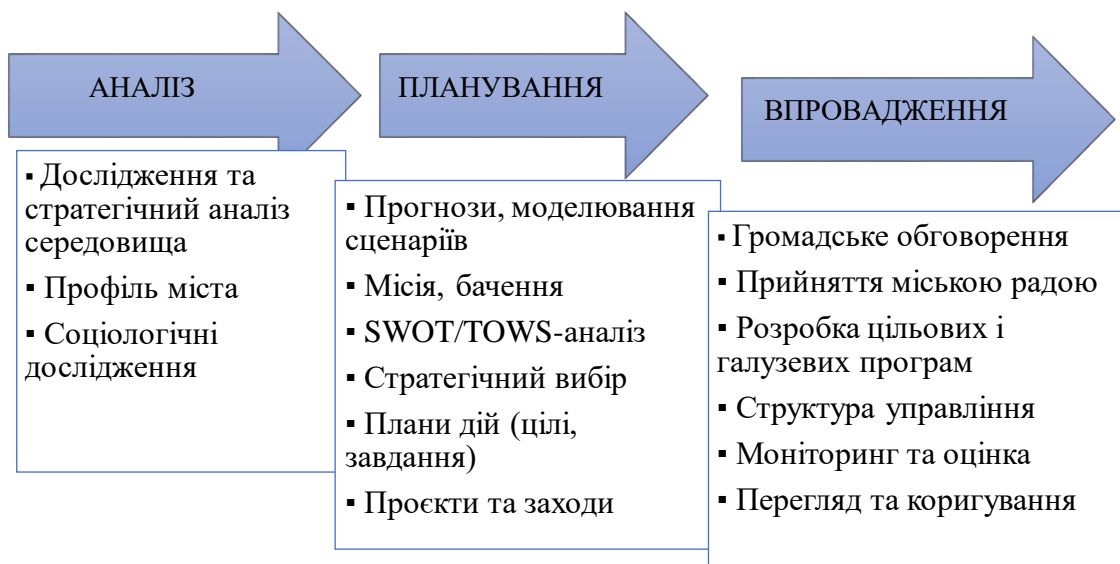 АНАЛІЗ
▪ Дослідження та
стратегічний аналіз
середовища
▪ Профіль міста
▪ Соціологічні
дослідження
ПЛАНУВАННЯ
▪ Прогнози, моделювання
сценаріїв
▪ Місія, бачення
▪ SWOT/TOWS-аналіз
▪ Стратегічний вибір
▪ Плани дій (цілі,
завдання)
▪ Проєкти та заходи
ВПРОВАДЖЕННЯ
▪ Громадське обговорення
▪ Прийняття міською радою
▪ Розробка цільових і
галузевих програм
▪ Структура управління
▪ Моніторинг та оцінка
▪ Перегляд та коригування